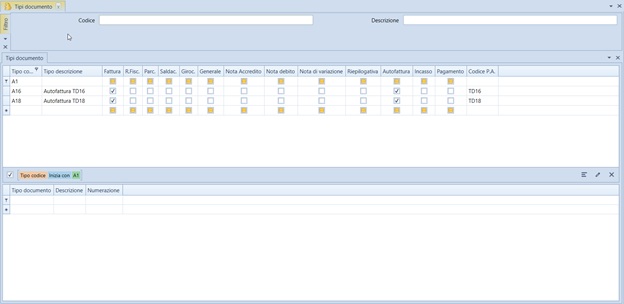 Tipi documento
Filtro
Codice
Descrizione
Tipi documento
Tipo co... Tipo descrizione Fattura R.Fisc. Parc. Saldac. Giroc. Generale Nota Accredito Nota debito Nota di variazione Riepilogativa Autofattura Incasso Pagamento Codice P.A.
A1
A16 Autofattura TD16 TD16
A18 Autofattura TD18 TD18
Tipo codice Inizia con A1
Tipo documento Descrizione Numerazione